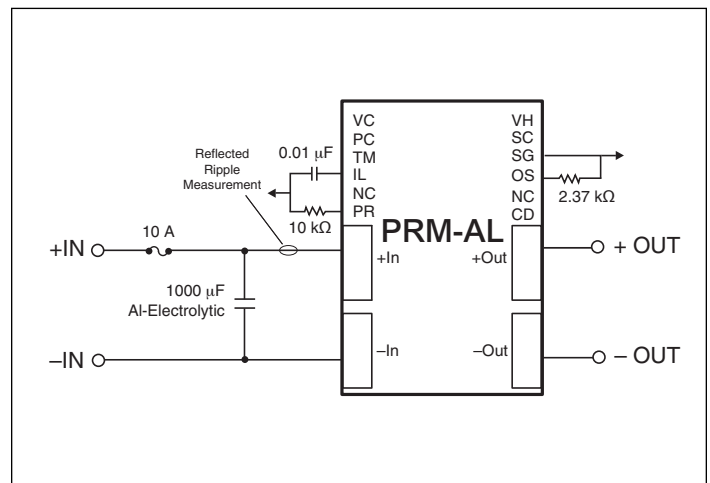 VC
PC
TM
IL
NC
PR
VH
SC
SG
OS
NC
CD
Reflected
Ripple
Measurement
0.01 μF
10 kΩ
2.37 kΩ
PRM-AL
10 A
+IN
+In
+Out
+ OUT
1000 μF
Al-Electrolytic
–IN
–In
–Out
– OUT